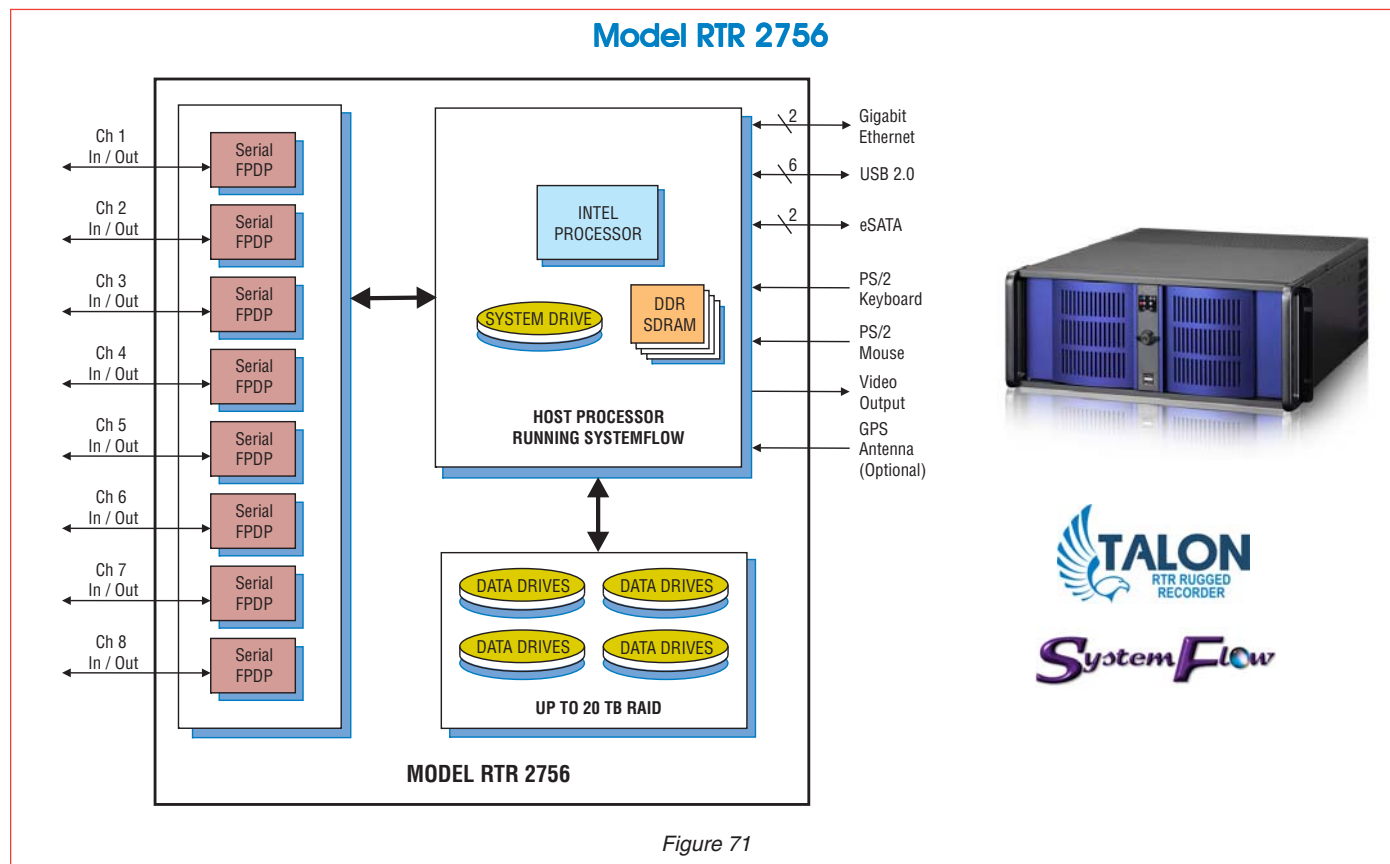 Model RTR 2756
Ch 1
In / Out
Serial
FPDP
Ch 2
In / Out
Serial
FPDP
Ch 3
In / Out
Serial
FPDP
Ch 4
In / Out
Serial
FPDP
Ch 5
In / Out
Serial
FPDP
Ch 6
In / Out
Serial
FPDP
Ch 7
In / Out
Serial
FPDP
Ch 8
In / Out
Serial
FPDP
INTEL
PROCESSOR
SYSTEM DRIVE
DDR
SDRAM
HOST PROCESSOR
RUNNING SYSTEMFLOW
DATA DRIVES
DATA DRIVES
DATA DRIVES
DATA DRIVES
UP TO 20 TB RAID
MODEL RTR 2756
2
Gigabit
Ethernet
6
USB 2.0
2
eSATA
PS/2
Keyboard
PS/2
Mouse
Video
Output
GPS
Antenna
(Optional)
TALON
RTR RUGGED
RECORDER
SystemFlow
Figure 71